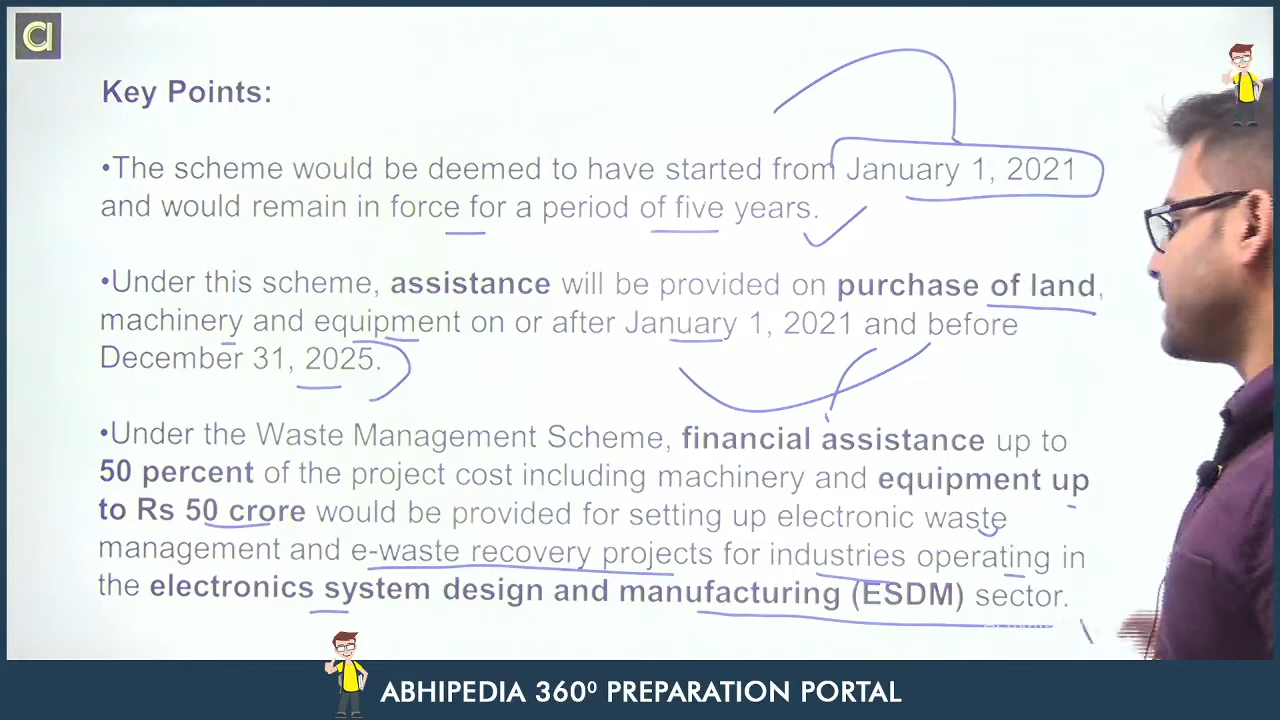 Key Points:
•The scheme would be deemed to have started from January 1, 2021
and would remain in force for a period of five years.
•Under this scheme, assistance will be provided on purchase of land,
machinery and equipment on or after January 1, 2021 and before
December 31, 2025.
•Under the Waste Management Scheme, financial assistance up to
50 percent of the project cost including machinery and equipment up
to Rs 50 crore would be provided for setting up electronic waste
management and e-waste recovery projects for industries operating in
the electronics system design and manufacturing (ESDM) sector.
ABHIPEDIA 360⁰ PREPARATION PORTAL